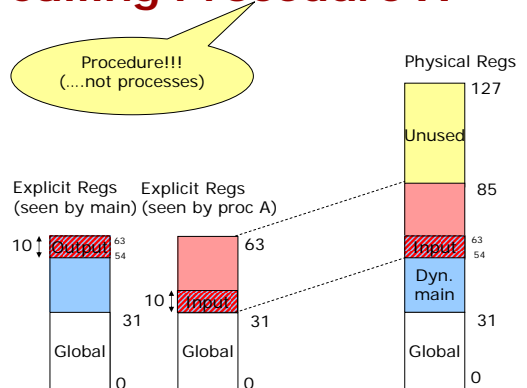 calling Procedure A
Procedure!!!
(....not processes)
Physical Regs
127
Unused
85
Input
63
54
Dyn.
main
31
Global
0
Explicit Regs
(seen by main)
10
Output
63
54
31
Global
0
Explicit Regs
(seen by proc A)
63
10
Input
31
Global
0